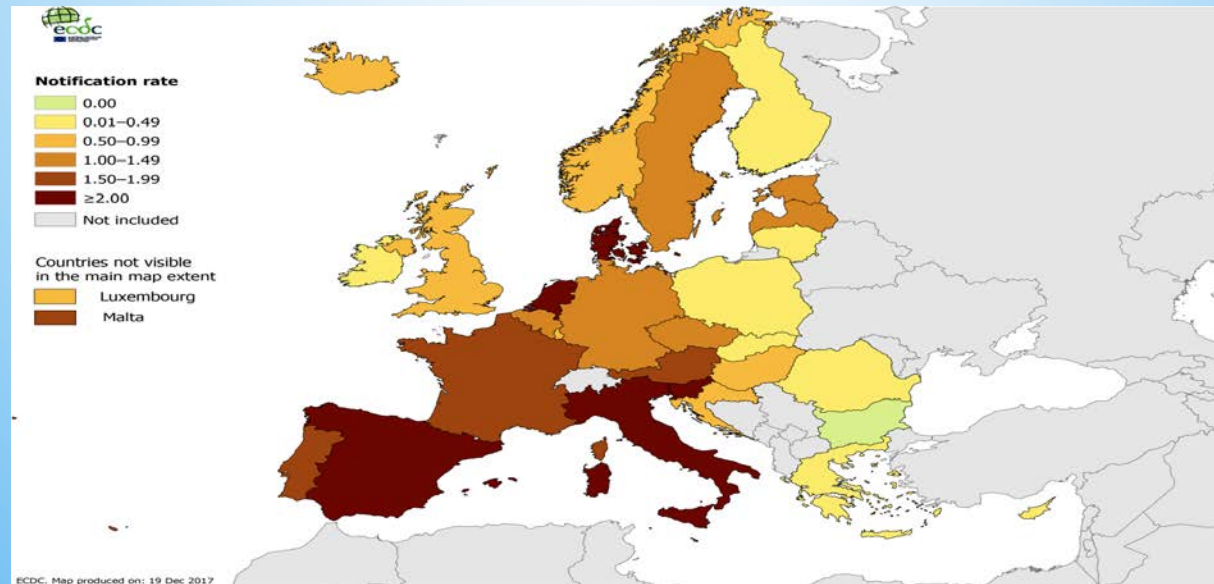 ecdc
Notification rate
0.00
0.01–0.49
0.50–0.99
1.00–1.49
1.50–1.99
≥2.00
Not included
Countries not visible
in the main map extent
Luxembourg
Malta
ECDC. Map produced on: 19 Dec 2017